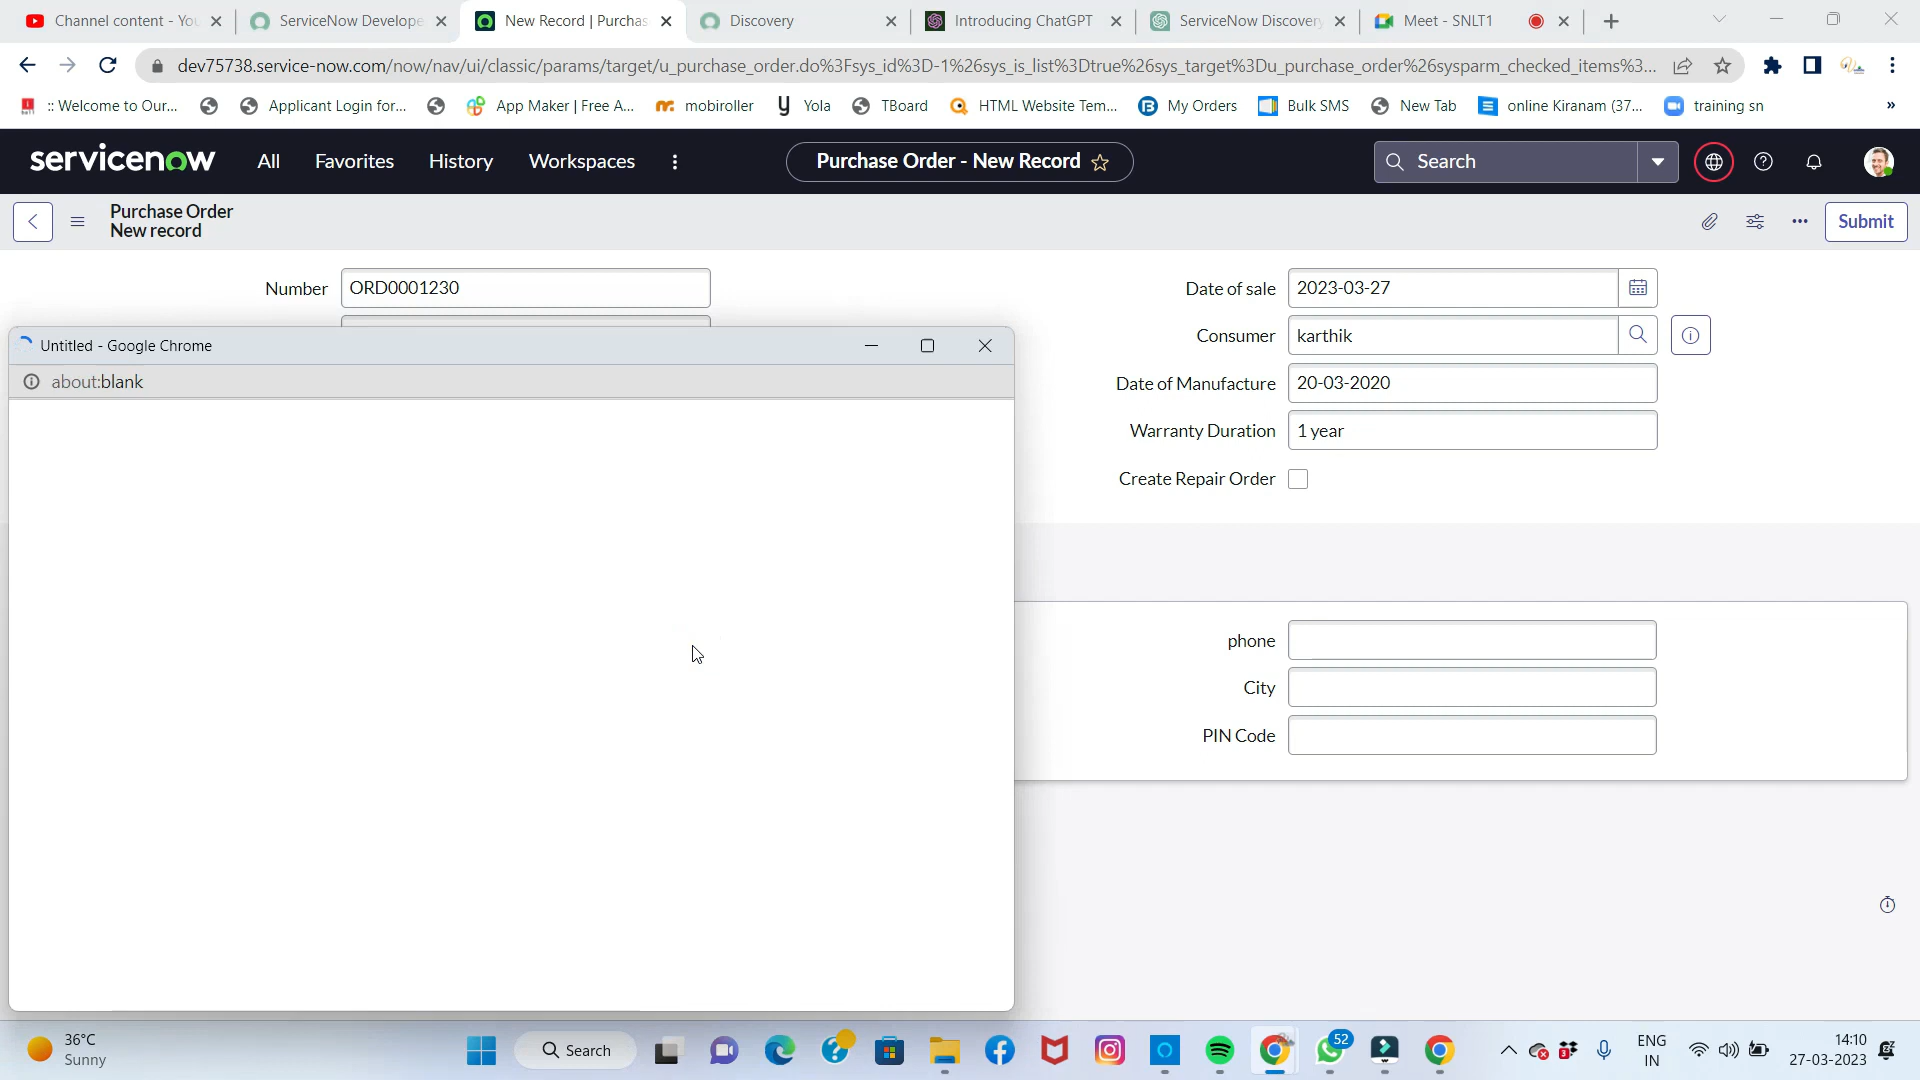 Channel content - You
ServiceNow Develope
New Record | Purchas
Discovery
Introducing ChatGPT
ServiceNow Discovery
Meet - SNLT1
dev75738.service-now.com/now/nav/ui/classic/params/target/u_purchase_order.do%3Fsys_id%3D-1%26sys_is_list%3Dtrue%26sys_target%3Du_purchase_order%26sysparm_checked_items%3...
:: Welcome to Our...
Applicant Login for...
App Maker | Free A...
mobiroller
Yola
TBoard
HTML Website Tem...
My Orders
Bulk SMS
New Tab
online Kiranam (37...
training sn
»
servicenow
All
Favorites
History
Workspaces
Purchase Order - New Record
Search
Purchase Order
New record
Submit
Number
ORD0001230
Date of sale
2023-03-27
Consumer
karthik
Date of Manufacture
20-03-2020
Warranty Duration
1 year
Create Repair Order
Untitled - Google Chrome
about:blank
phone
City
PIN Code
36°C
Sunny
Search
52
3
ENG
IN
14:10
27-03-2023